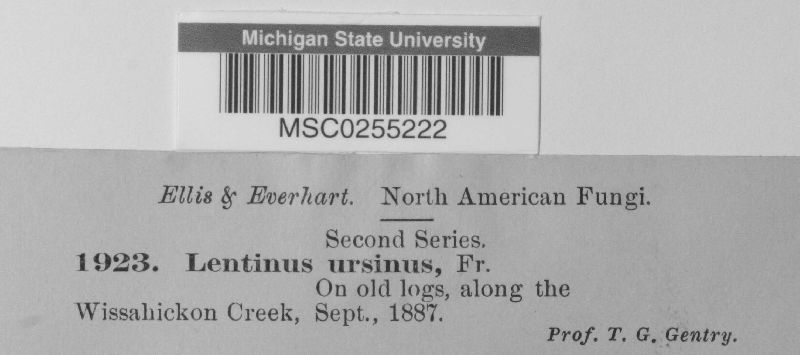 Michigan State University
MSC0255222
Ellis & Everhart. North American Fungi.
Second Series.
1923. Lentinus ursinus, Fr.
On old logs, along the
Wissahickon Creek, Sept., 1887.
Prof. T. G. Gentry.